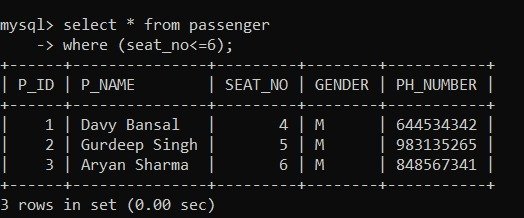 mysql> select * from passenger
    -> where (seat_no<=6);
+------+---------------+---------+--------+-----------+
| P_ID | P_NAME        | SEAT_NO | GENDER | PH_NUMBER |
+------+---------------+---------+--------+-----------+
|    1 | Davy Bansal   |       4 | M      | 644534342 |
|    2 | Gurdeep Singh |       5 | M      | 983135265 |
|    3 | Aryan Sharma  |       6 | M      | 848567341 |
+------+---------------+---------+--------+-----------+
3 rows in set (0.00 sec)